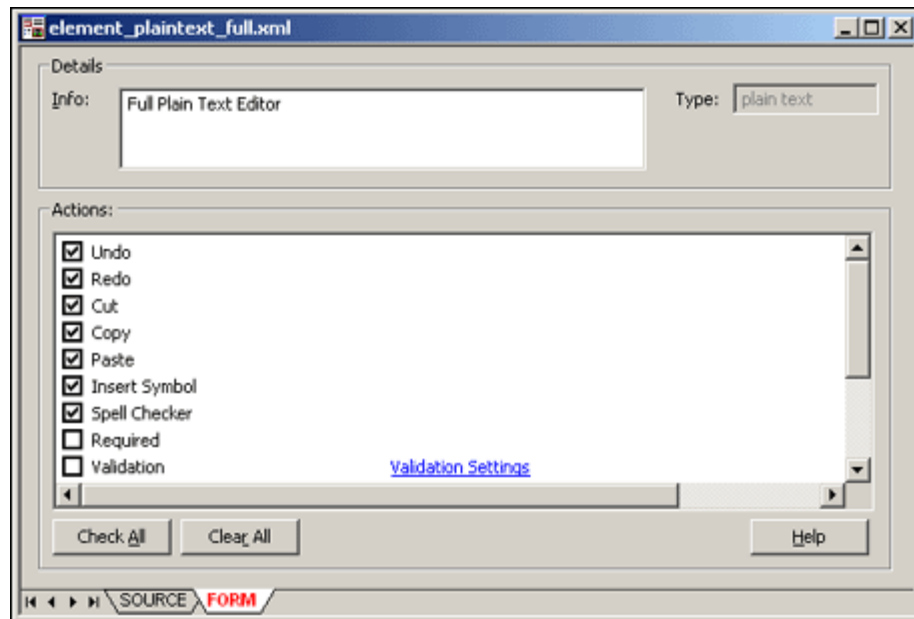 element_plaintext_full.xml
Details
Info:
Full Plain Text Editor
Type:
plain text
Actions:
Undo
Redo
Cut
Copy
Paste
Insert Symbol
Spell Checker
Required
Validation
Validation Settings
Check All
Clear All
Help
SOURCE
FORM